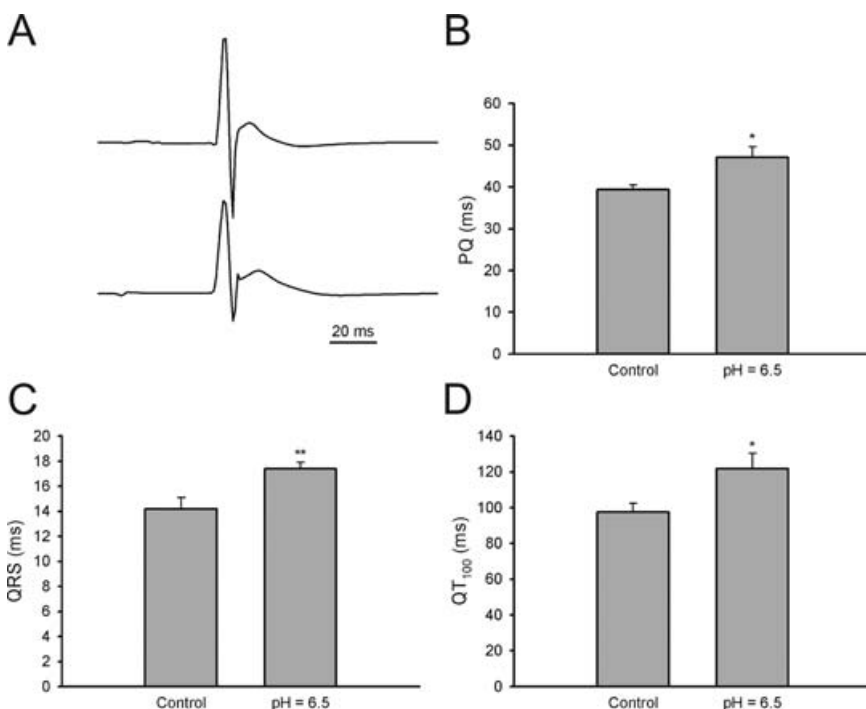 A
20 ms
B
PQ (ms)
60
50
40
30
20
10
0
*
Control
pH = 6.5
C
QRS (ms)
20
18
16
14
12
10
8
6
4
2
0
**
Control
pH = 6.5
D
QT₁₀₀ (ms)
140
120
100
80
60
40
20
0
*
Control
pH = 6.5